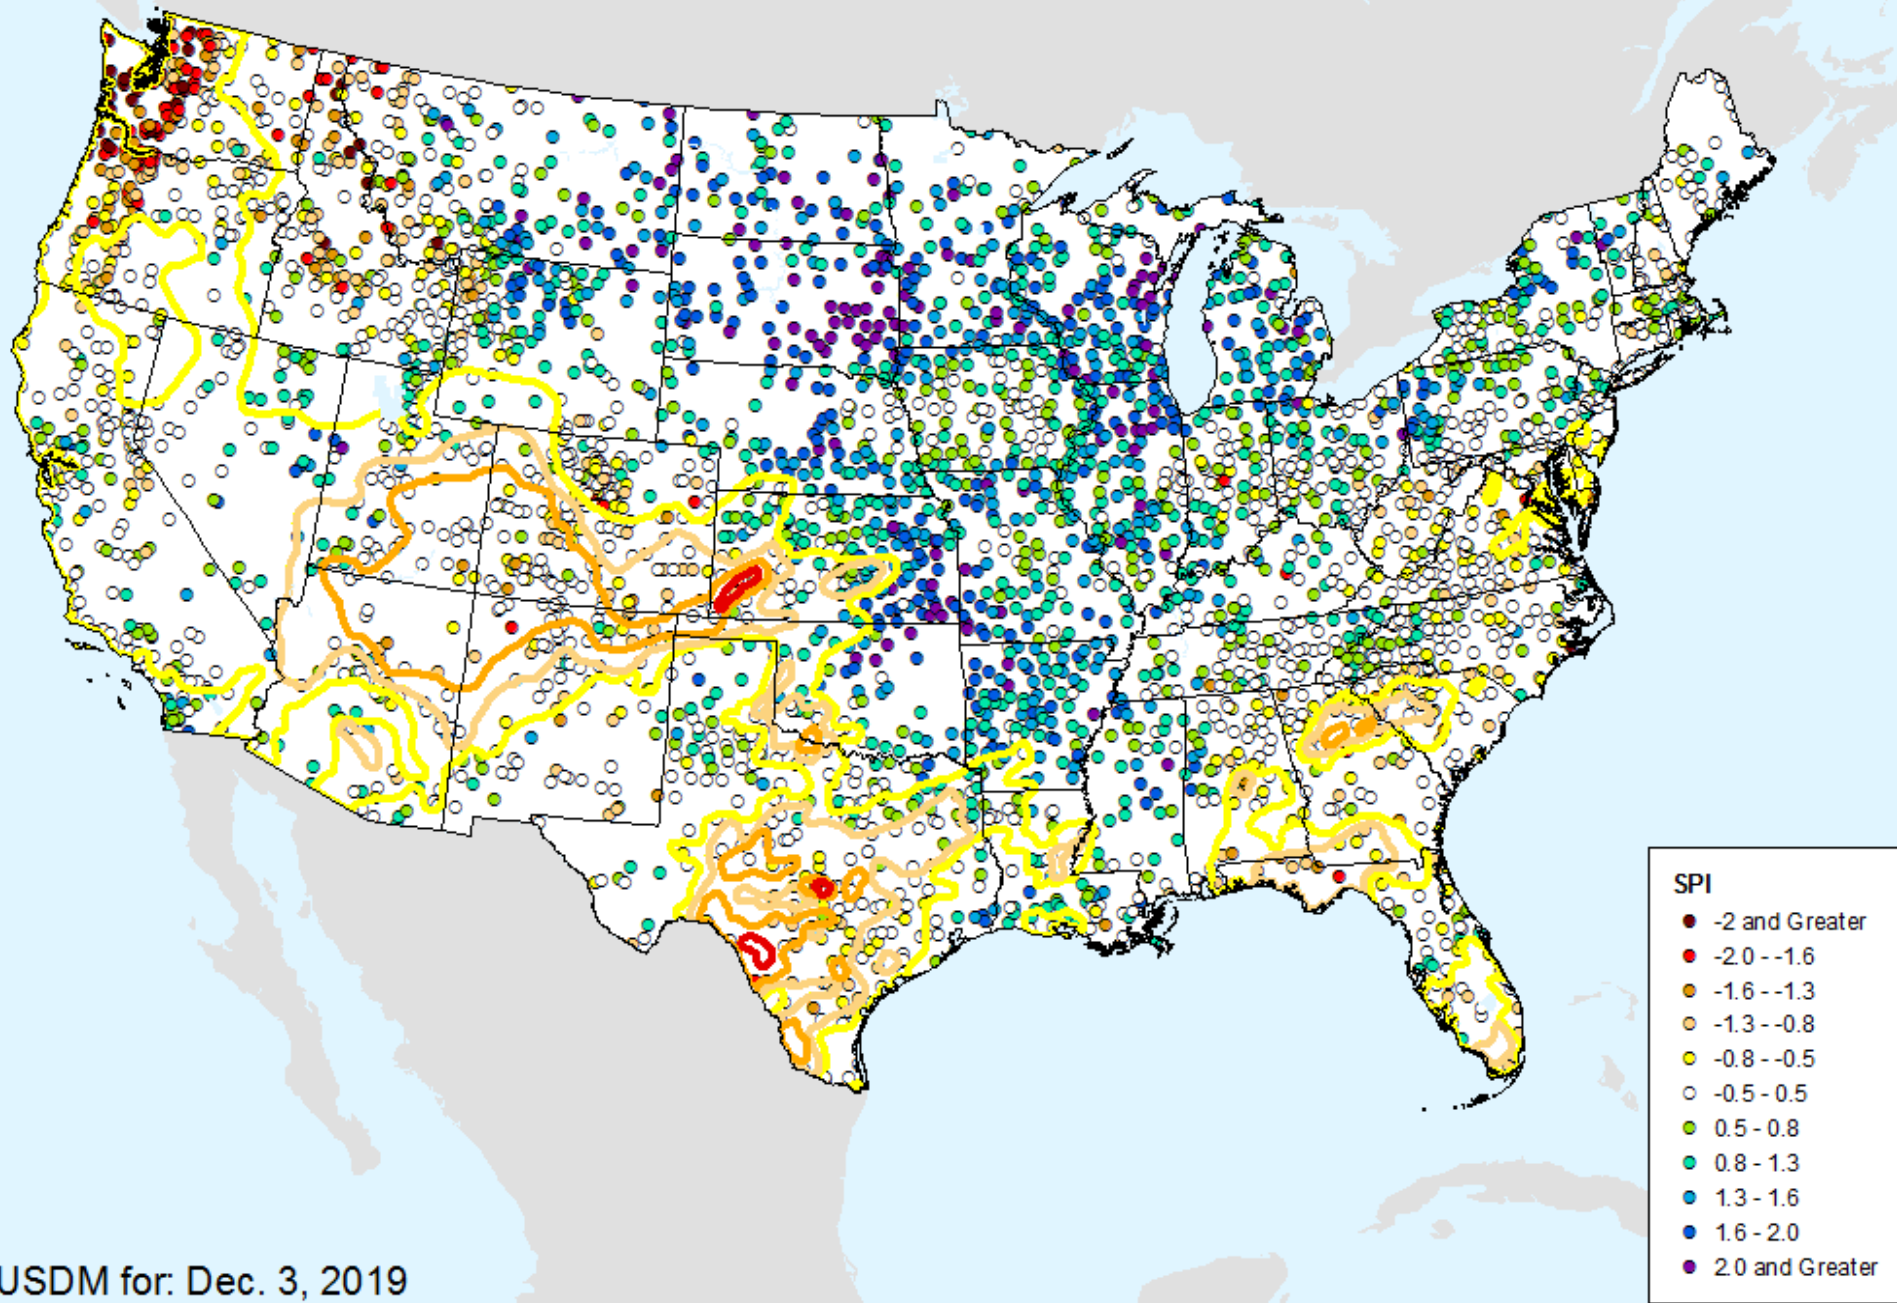 SPI
-2 and Greater
-2.0 - -1.6
-1.6 - -1.3
-1.3 - -0.8
-0.8 - -0.5
-0.5 - 0.5
0.5 - 0.8
0.8 - 1.3
1.3 - 1.6
1.6 - 2.0
2.0 and Greater
USDM for: Dec. 3, 2019